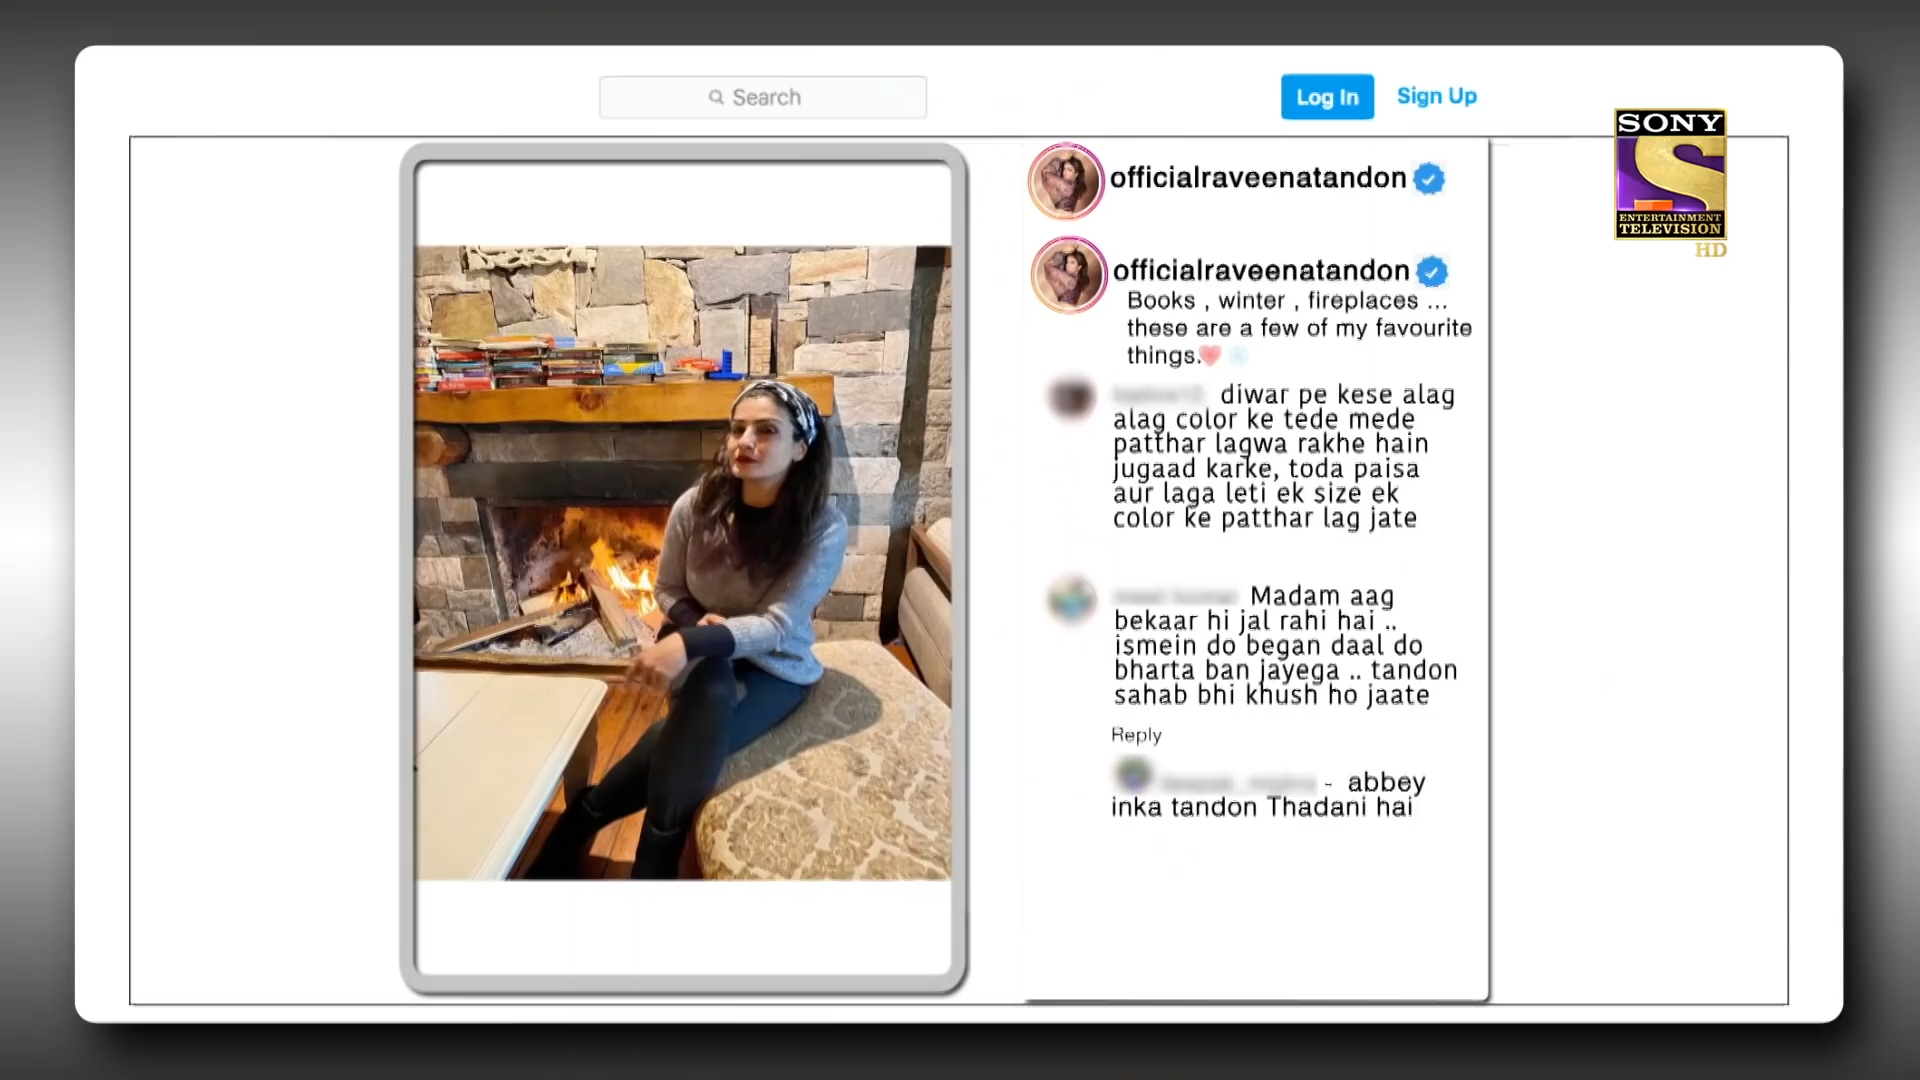 Search
Log In
Sign Up
SONY
ENTERTAINMENT
TELEVISION
HD
officialraveenatandon
officialraveenatandon
Books , winter , fireplaces ...
these are a few of my favourite
things.❤️ ❄️
diwar pe kese alag
alag color ke tede mede
patthar lagwa rakhe hain
jugaad karke, toda paisa
aur laga leti ek size ek
color ke patthar lag jate
Madam aag
bekaar hi jal rahi hai ..
ismein do began daal do
bharta ban jayega .. tandon
sahab bhi khush ho jaate
Reply
- abbey
inka tandon Thadani hai